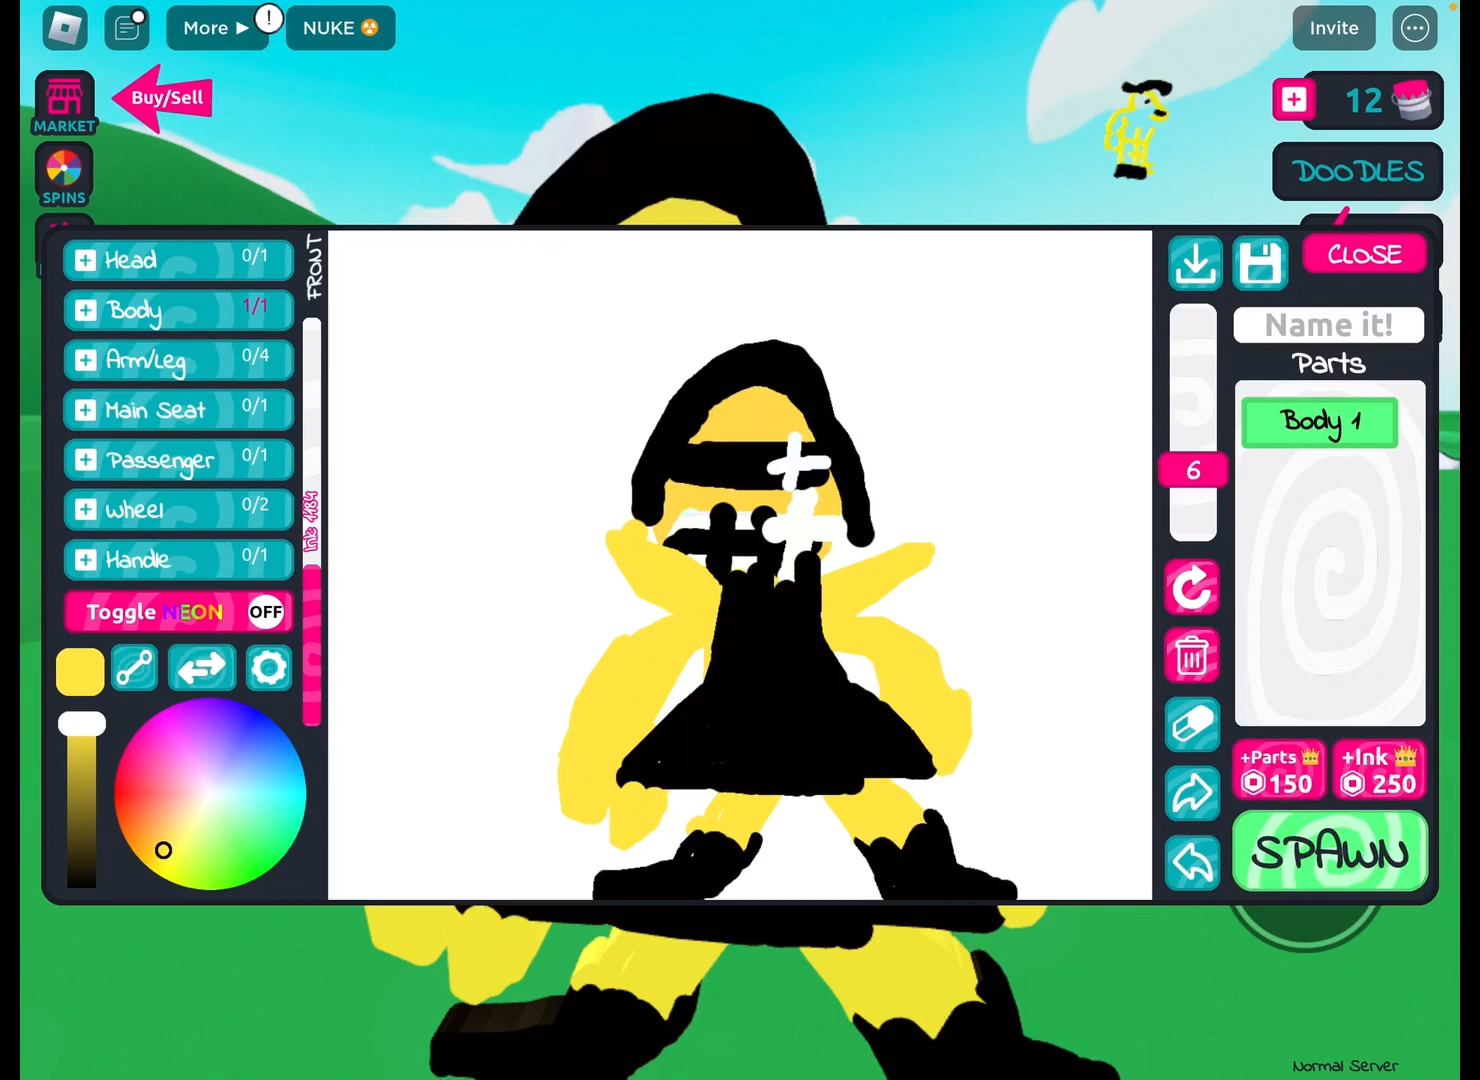 More ▶
!
NUKE ☢
Invite
MARKET
Buy/Sell
12
SPINS
DOODLES
Head 0/1
Body 1/1
Arm/Leg 0/4
Main Seat 0/1
Passenger 0/1
Wheel 0/2
Handle 0/1
Toggle NEON OFF
FRONT
CLOSE
Name it!
Parts
Body 1
6
+Parts
150
+Ink
250
SPAWN
Normal Server